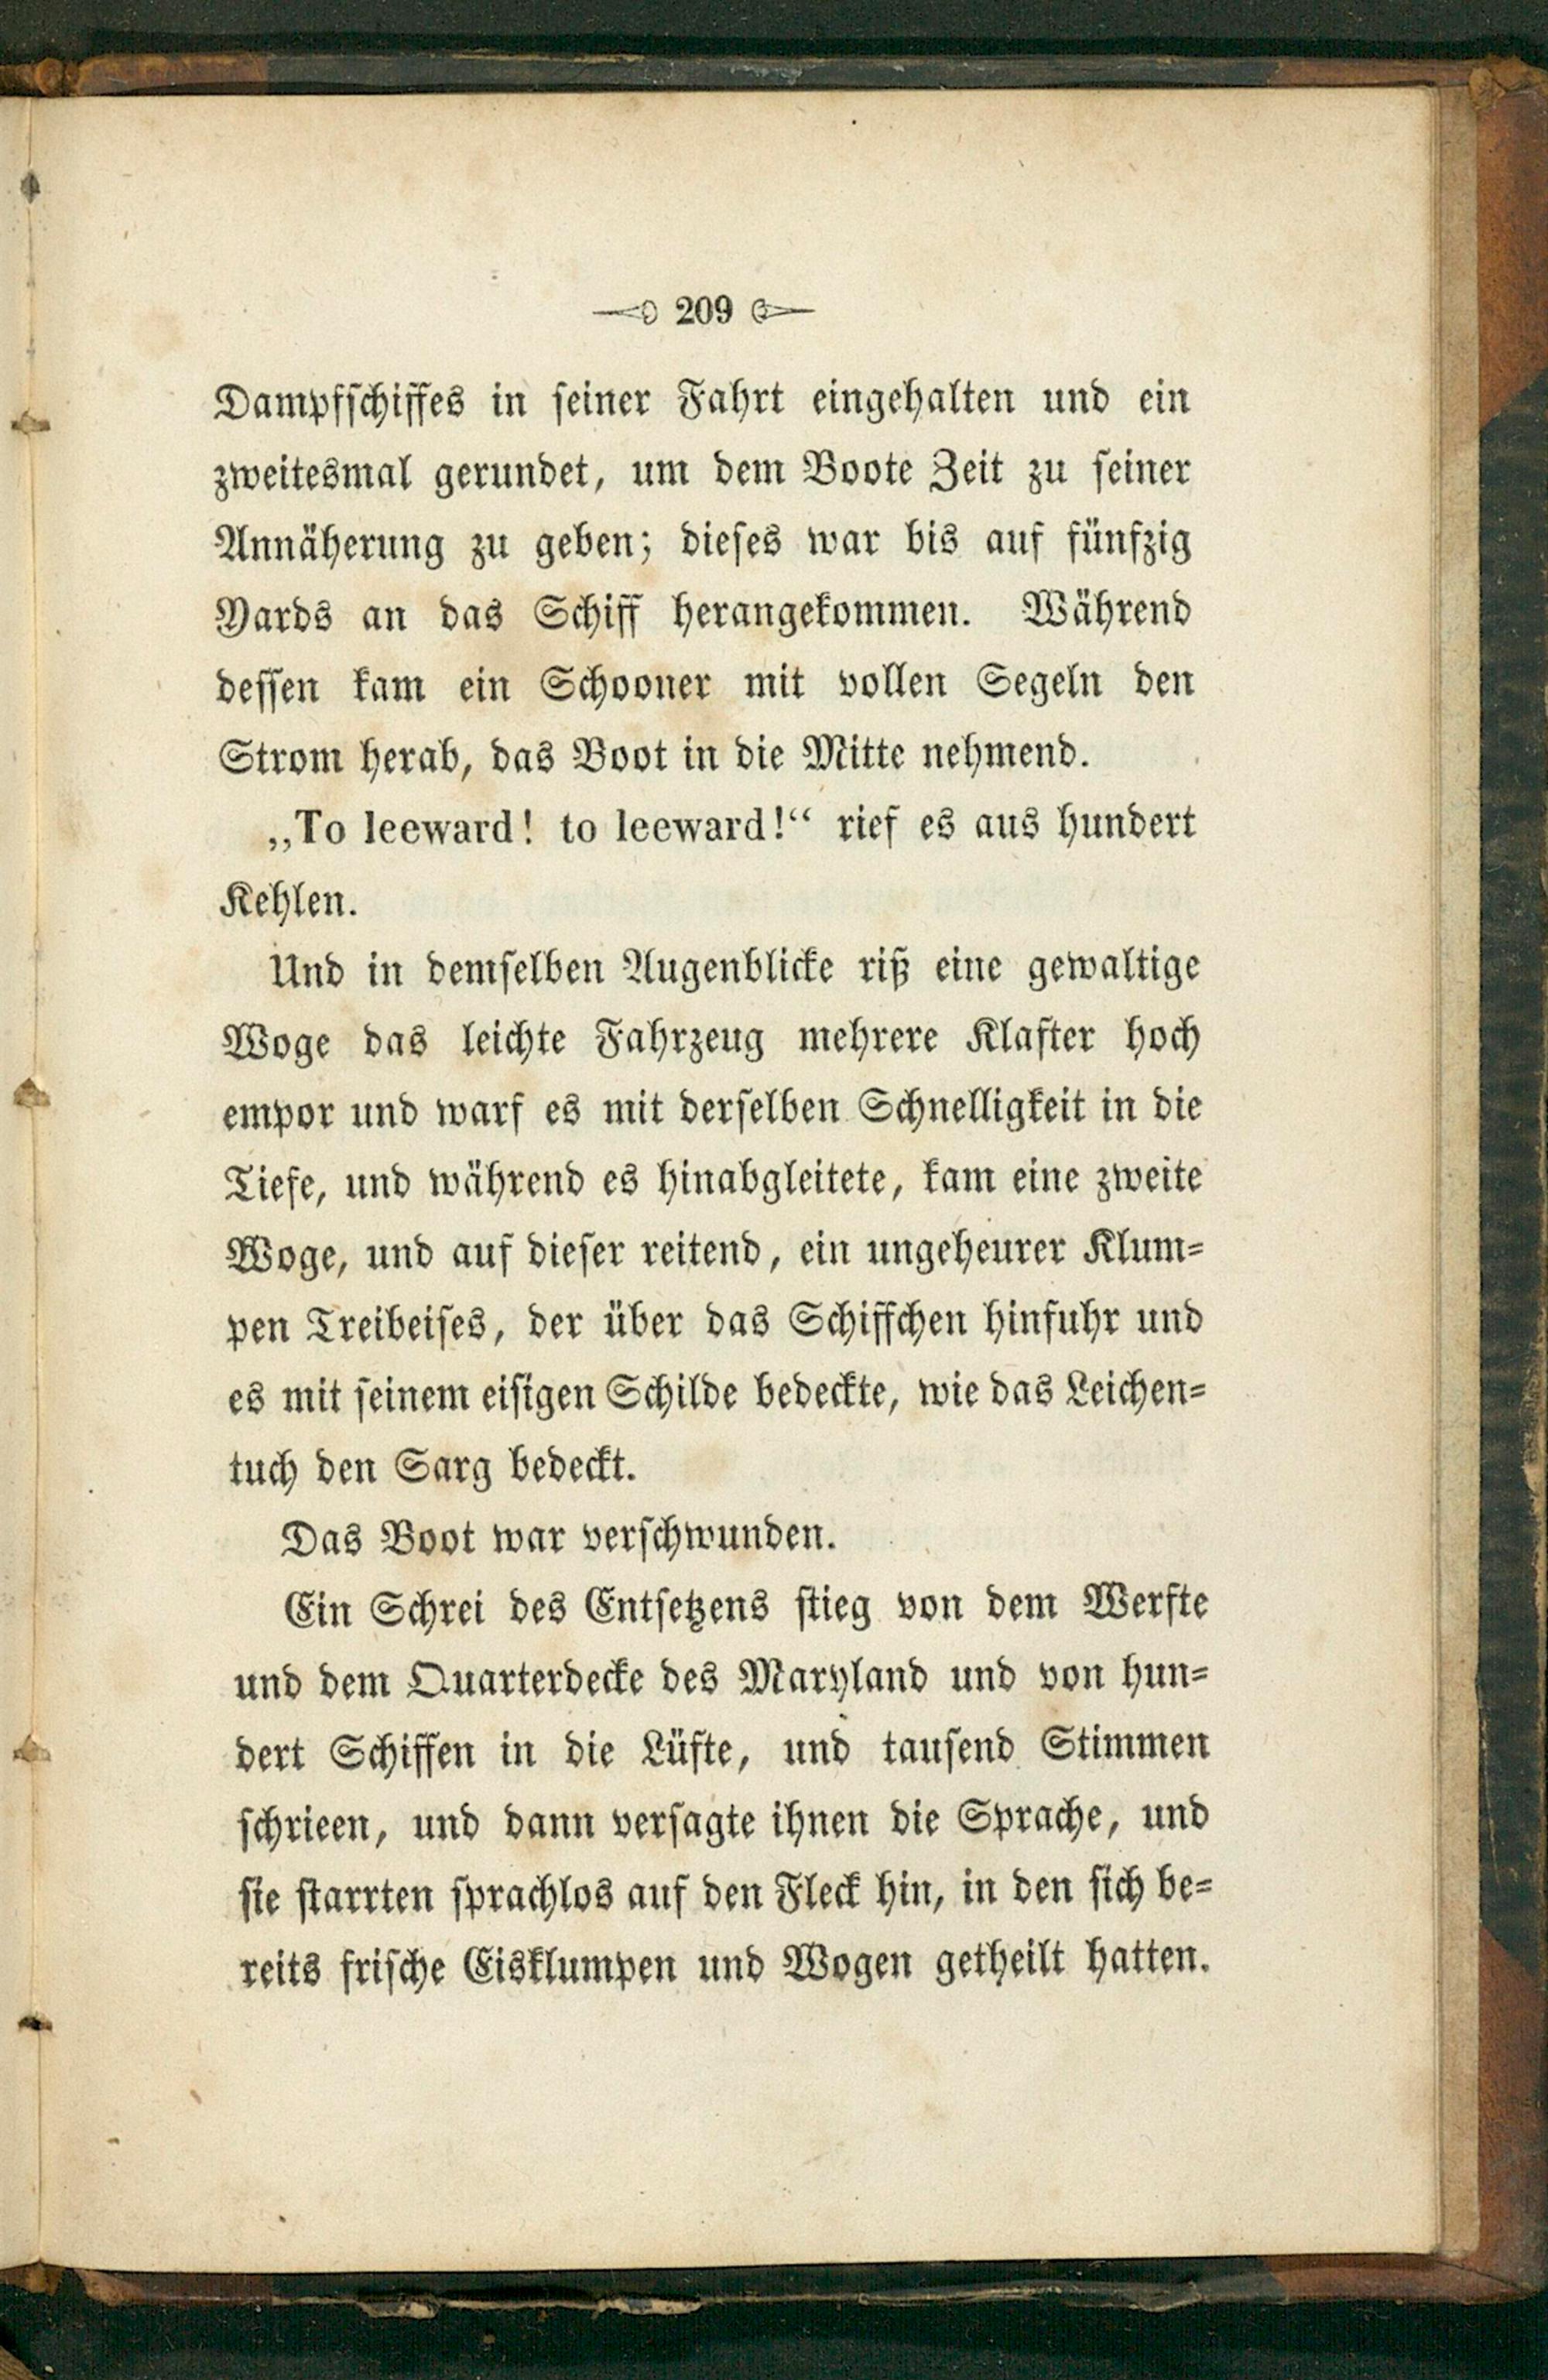 209
Dampfschiffes in seiner Fahrt eingehalten und ein
zweitesmal gerundet, um dem Boote Zeit zu seiner
Annäherung zu geben; dieses war bis auf fünfzig
Yards an das Schiff herangekommen. Während
dessen kam ein Schooner mit vollen Segeln den
Strom herab, das Boot in die Mitte nehmend.
„To leeward! to leeward!“ rief es aus hundert
Kehlen.
Und in demselben Augenblicke riß eine gewaltige
Woge das leichte Fahrzeug mehrere Klafter hoch
empor und warf es mit derselben Schnelligkeit in die
Tiefe, und während es hinabgleitete, kam eine zweite
Woge, und auf dieser reitend, ein ungeheurer Klum=
pen Treibeises, der über das Schiffchen hinfuhr und
es mit seinem eisigen Schilde bedeckte, wie das Leichen=
tuch den Sarg bedeckt.
Das Boot war verschwunden.
Ein Schrei des Entsetzens stieg von dem Werfte
und dem Quarterdecke des Maryland und von hun=
dert Schiffen in die Lüfte, und tausend Stimmen
schrieen, und dann versagte ihnen die Sprache, und
sie starrten sprachlos auf den Fleck hin, in den sich be=
reits frische Eisklumpen und Wogen getheilt hatten.